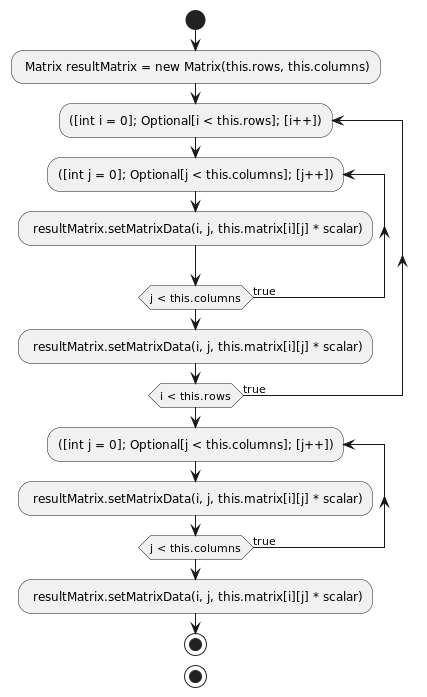 Matrix resultMatrix = new Matrix(this.rows, this.columns)
([int i = 0]; Optional[i < this.rows]; [i++])
([int j = 0]; Optional[j < this.columns]; [j++])
resultMatrix.setMatrixData(i, j, this.matrix[i][j] * scalar)
true
j < this.columns
resultMatrix.setMatrixData(i, j, this.matrix[i][j] * scalar)
true
i < this.rows
([int j = 0]; Optional[j < this.columns]; [j++])
resultMatrix.setMatrixData(i, j, this.matrix[i][j] * scalar)
true
j < this.columns
resultMatrix.setMatrixData(i, j, this.matrix[i][j] * scalar)